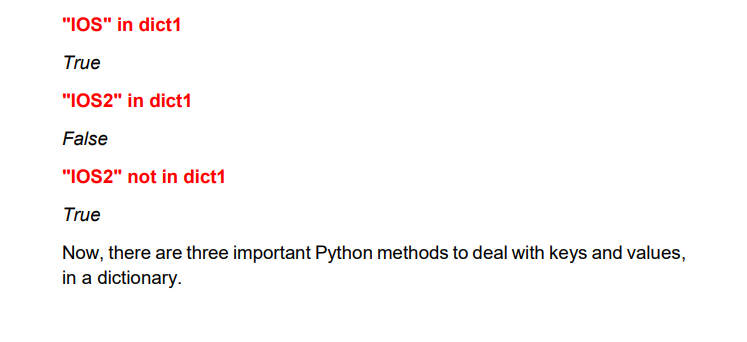 "IOS" in dict1
True
"IOS2" in dict1
False
"IOS2" not in dict1
True
Now, there are three important Python methods to deal with keys and values,
in a dictionary.